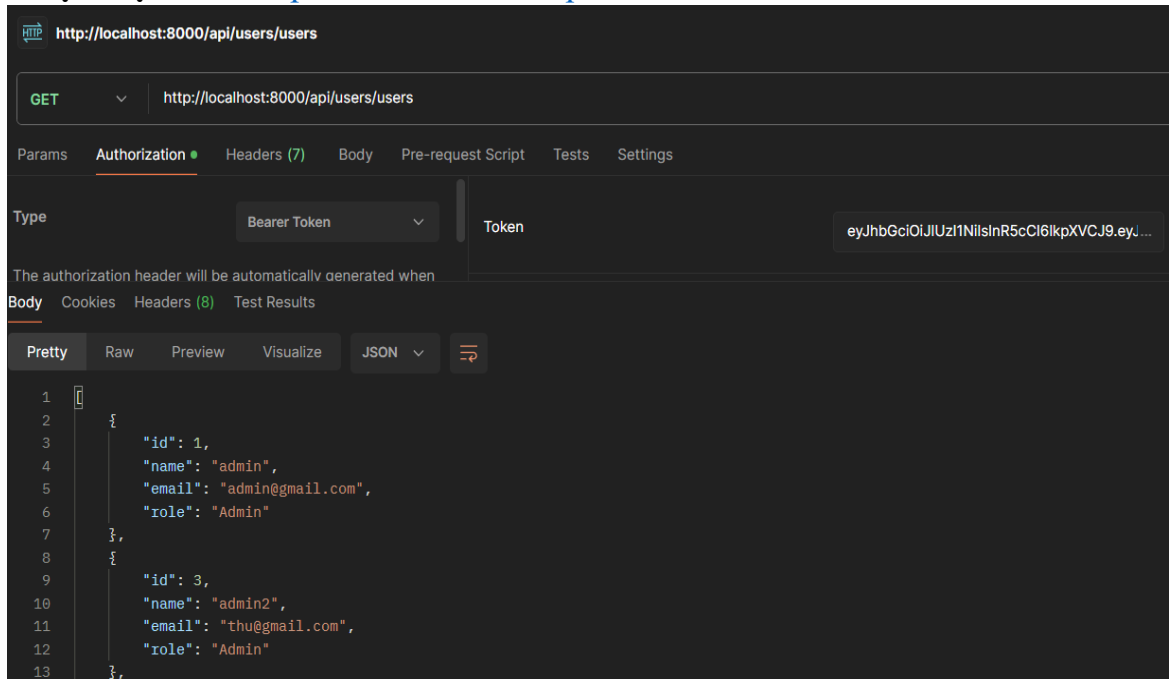 HTTP http://localhost:8000/api/users/users
GET http://localhost:8000/api/users/users
Params Authorization Headers (7) Body Pre-request Script Tests Settings
Type Bearer Token Token eyJhbGciOiJIUzI1NiIsInR5cCI6IkpXVCJ9.eyJ...
The authorization header will be automatically generated when
Body Cookies Headers (8) Test Results
Pretty Raw Preview Visualize JSON
1 [
2 {
3 "id": 1,
4 "name": "admin",
5 "email": "admin@gmail.com",
6 "role": "Admin"
7 },
8 {
9 "id": 3,
10 "name": "admin2",
11 "email": "thu@gmail.com",
12 "role": "Admin"
13 },